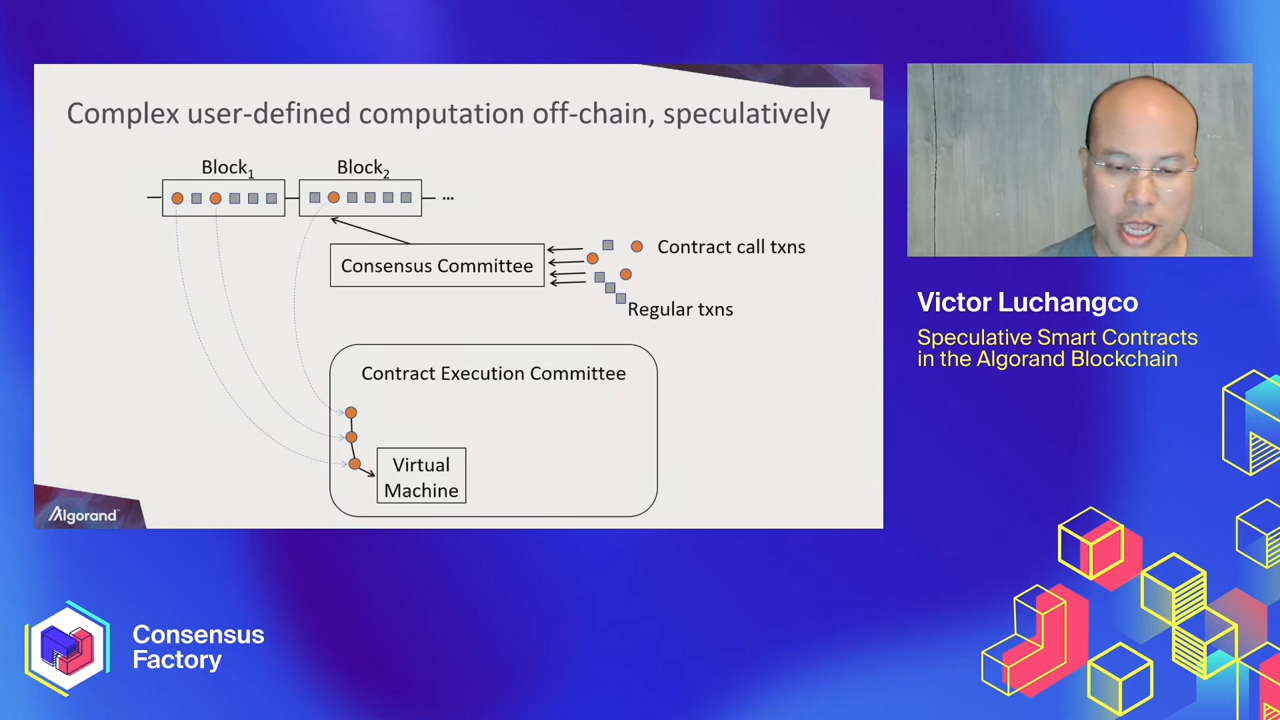 Complex user-defined computation off-chain, speculatively
Block1
Block2
...
Consensus Committee
Contract call txns
Regular txns
Contract Execution Committee
Virtual
Machine
Algorand
Victor Luchangco
Speculative Smart Contracts
in the Algorand Blockchain
Consensus
Factory